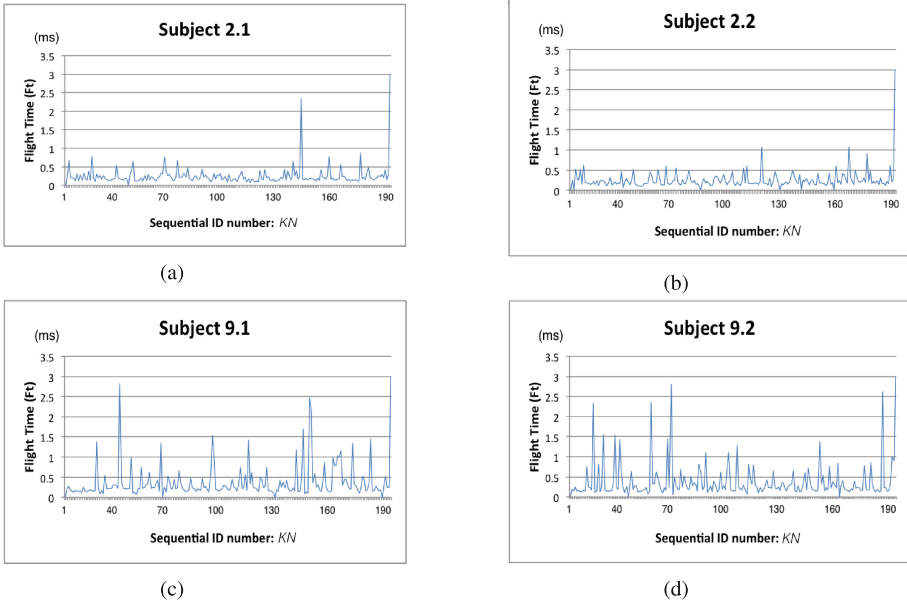 Subject 2.1
(ms)
Flight Time (Ft)
3.5
3
2.5
2
1.5
1
0.5
0
1 40 70 100 130 160 190
Sequential ID number: KN
(a)
Subject 2.2
(ms)
Flight Time (Ft)
3.5
3
2.5
2
1.5
1
0.5
0
1 40 70 100 130 160 190
Sequential ID number: KN
(b)
Subject 9.1
(ms)
Flight Time (Ft)
3.5
3
2.5
2
1.5
1
0.5
0
1 40 70 100 130 160 190
Sequential ID number: KN
(c)
Subject 9.2
(ms)
Flight Time (Ft)
3.5
3
2.5
2
1.5
1
0.5
0
1 40 70 100 130 160 190
Sequential ID number: KN
(d)